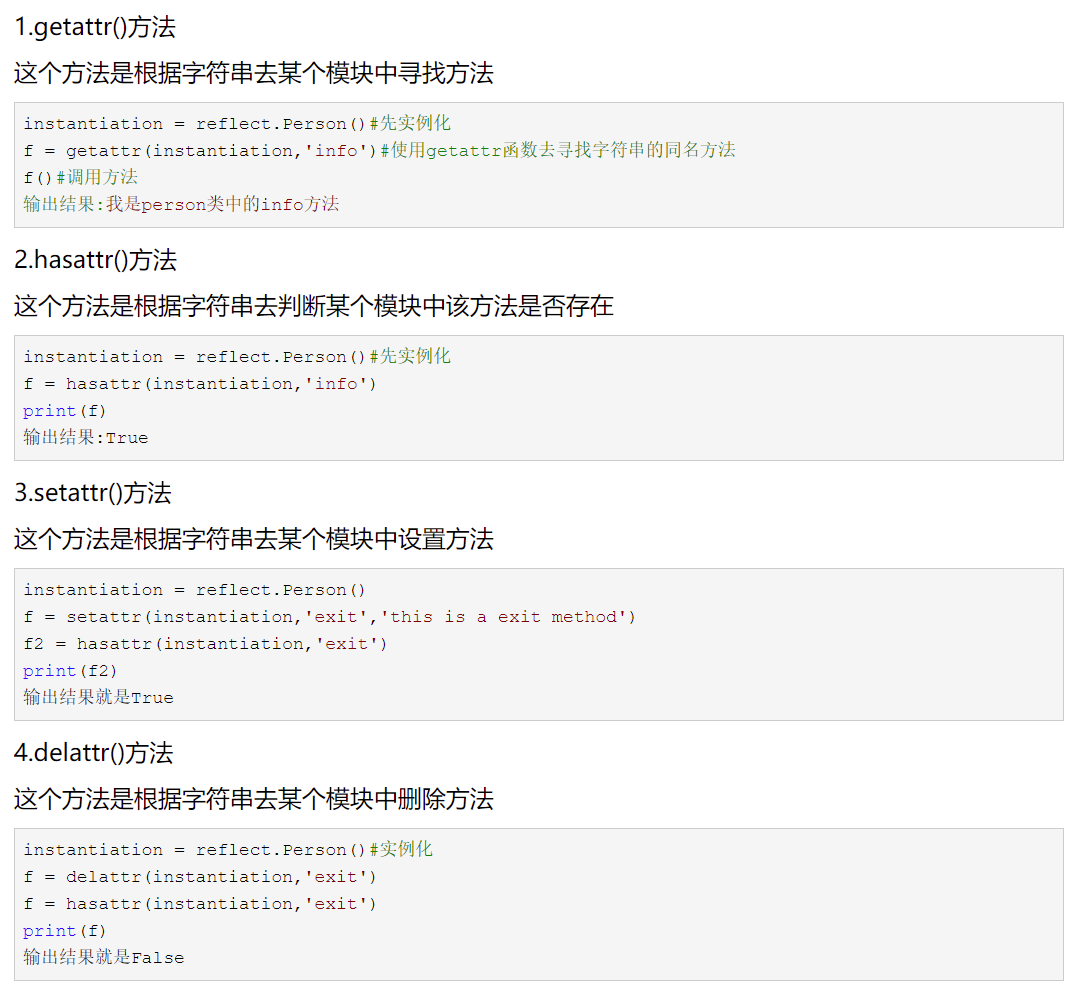 1.getattr()方法
这个方法是根据字符串去某个模块中寻找方法
instantiation = reflect.Person()#先实例化
f = getattr(instantiation,'info')#使用getattr函数去寻找字符串的同名方法
f()#调用方法
输出结果:我是person类中的info方法
2.hasattr()方法
这个方法是根据字符串去判断某个模块中该方法是否存在
instantiation = reflect.Person()#先实例化
f = hasattr(instantiation,'info')
print(f)
输出结果:True
3.setattr()方法
这个方法是根据字符串去某个模块中设置方法
instantiation = reflect.Person()
f = setattr(instantiation,'exit','this is a exit method')
f2 = hasattr(instantiation,'exit')
print(f2)
输出结果就是True
4.delattr()方法
这个方法是根据字符串去某个模块中删除方法
instantiation = reflect.Person()#实例化
f = delattr(instantiation,'exit')
f = hasattr(instantiation,'exit')
print(f)
输出结果就是False